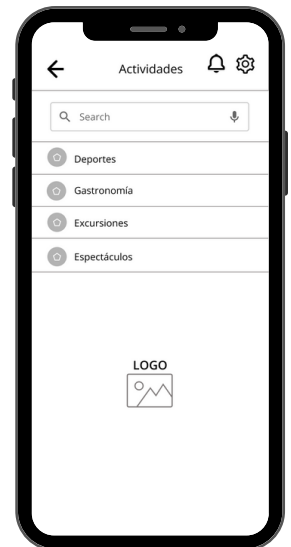 Actividades
Search
Deportes
Gastronomía
Excursiones
Espectáculos
LOGO